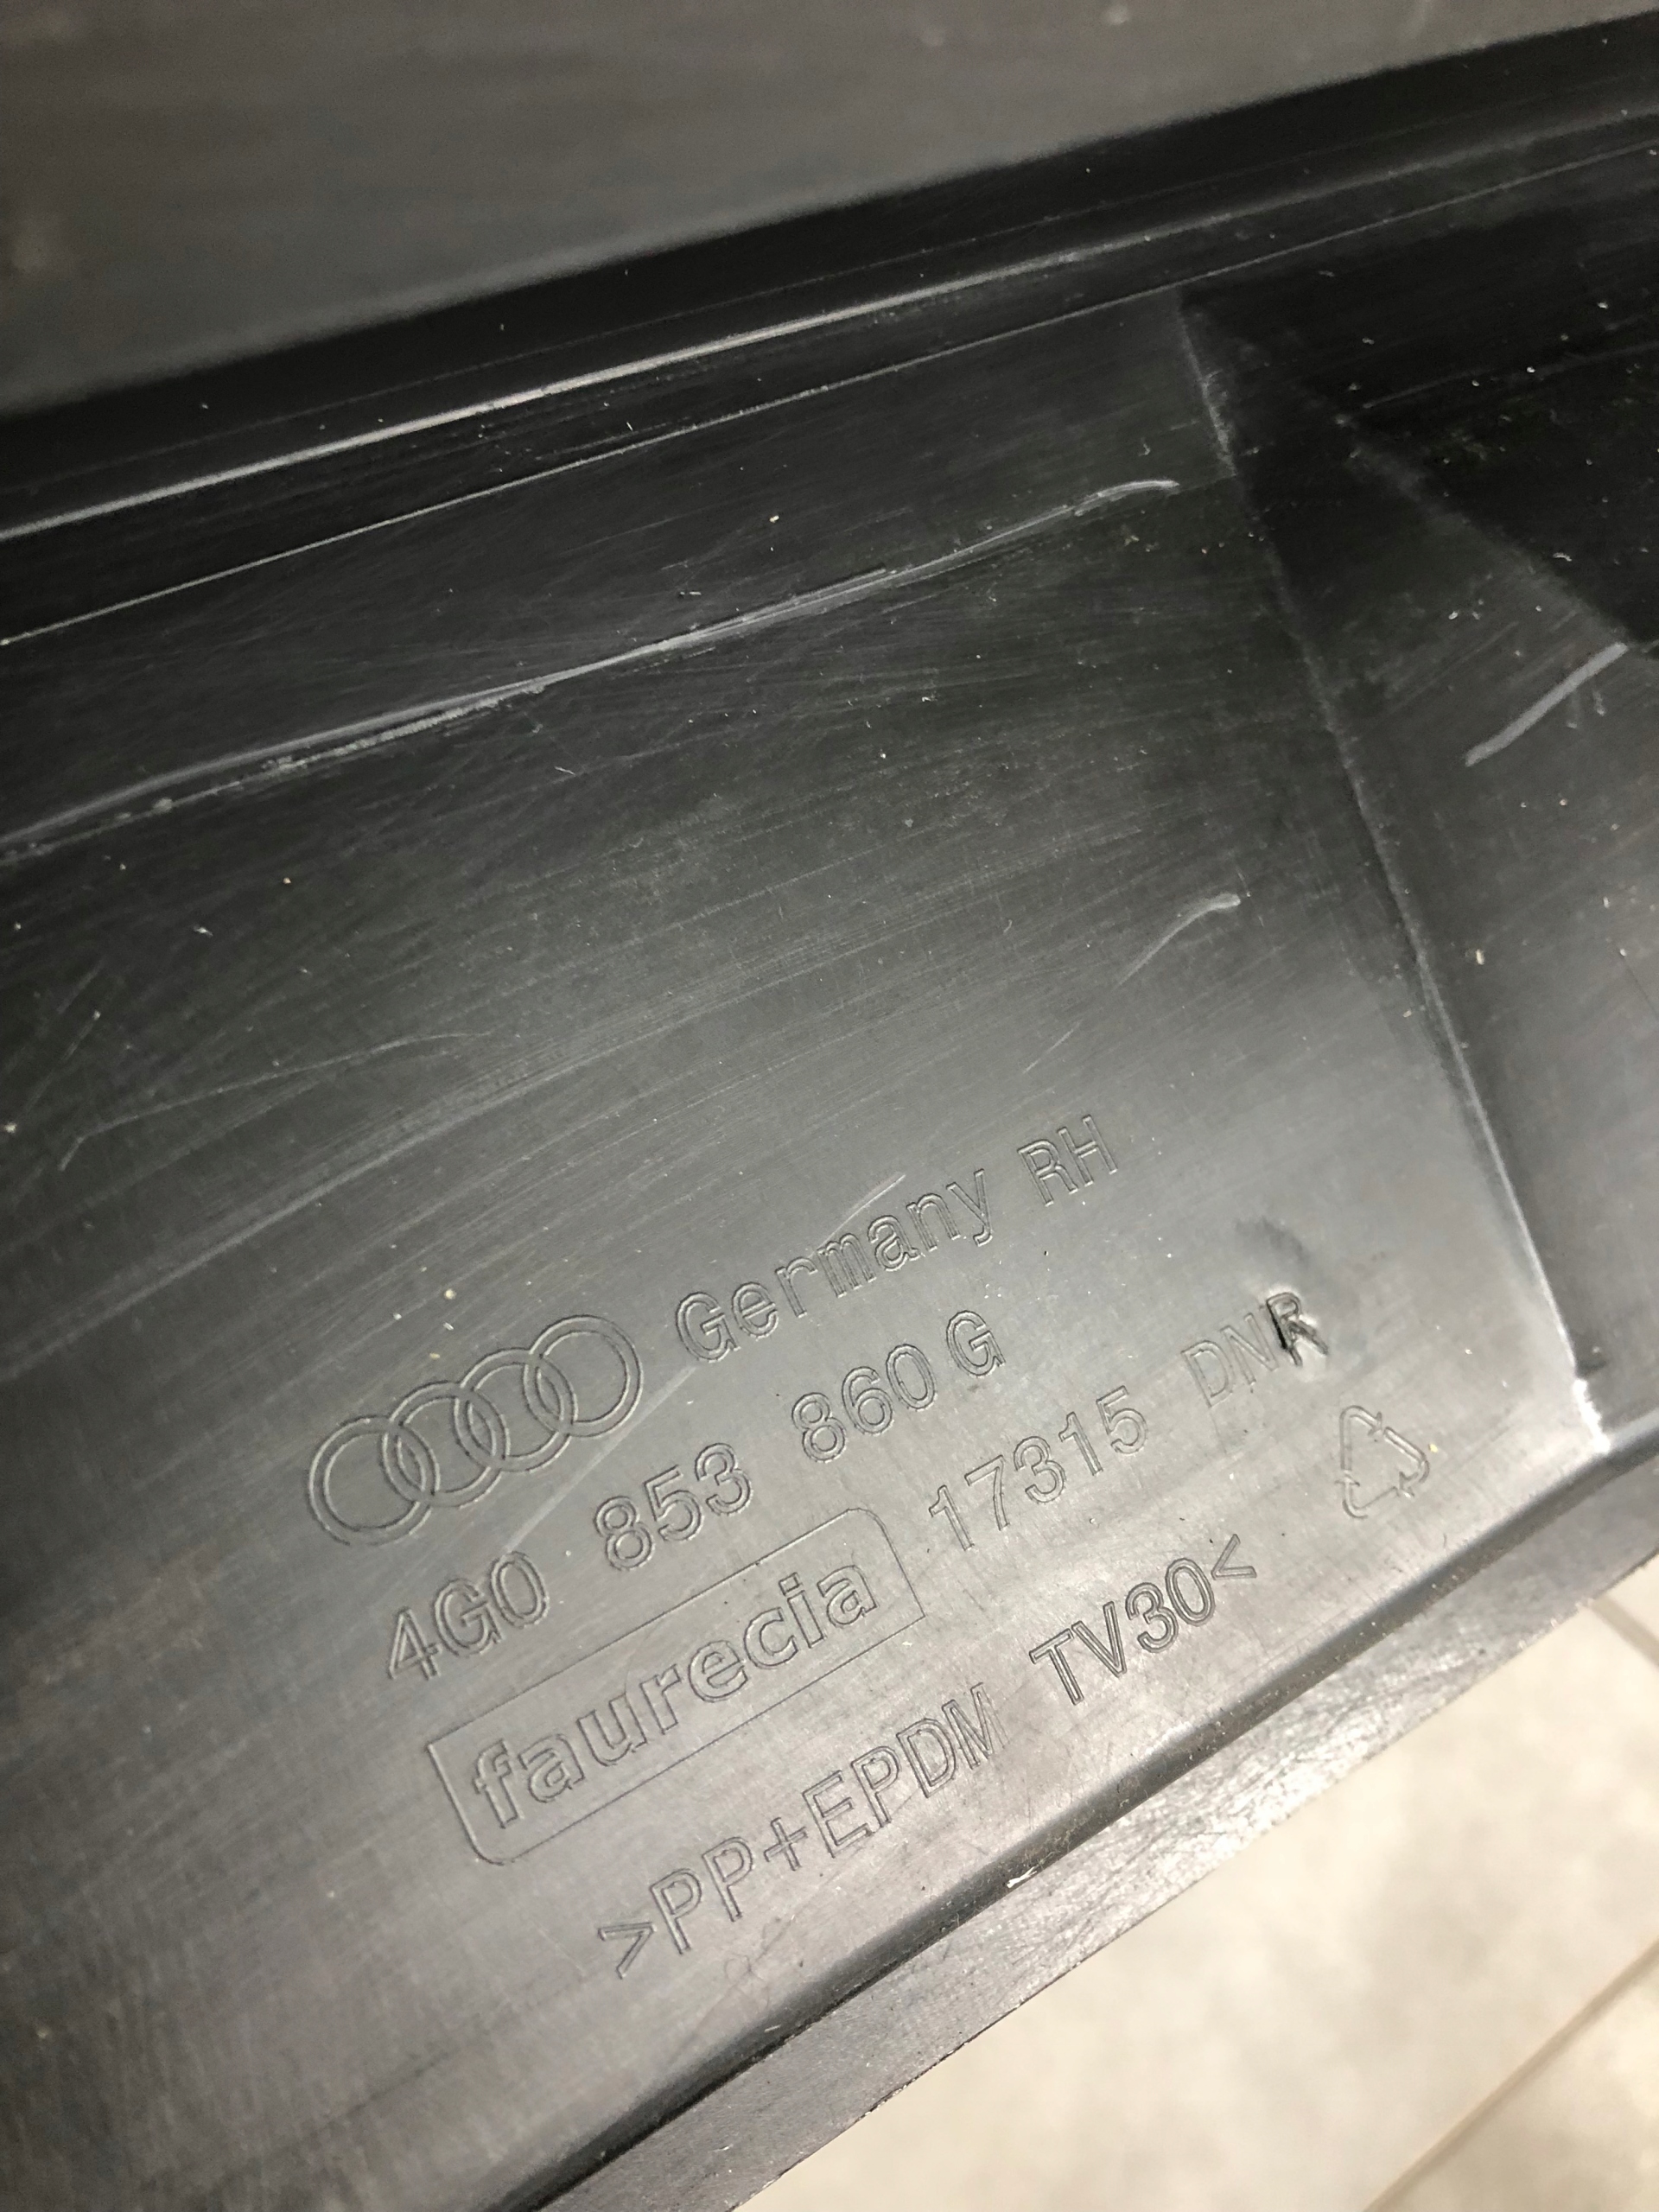 Germany RH
4G0 853 860 G
faurecia 17315 DNR
>PP+EPDM TV30<